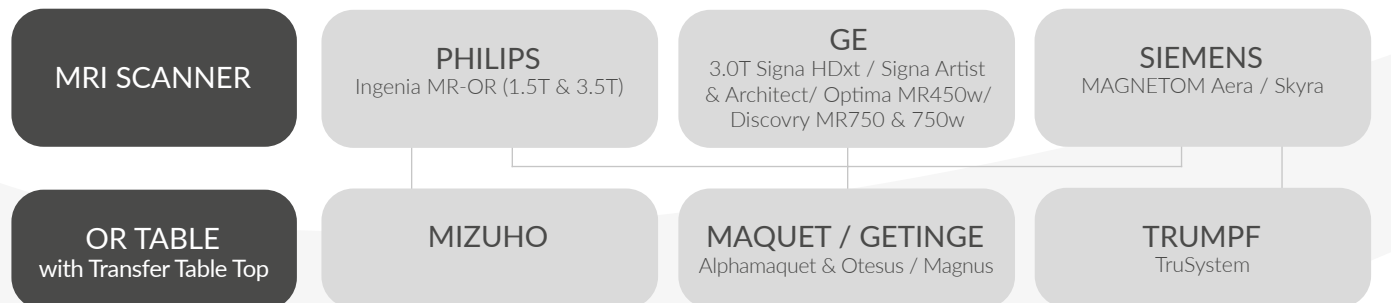 MRI SCANNER
PHILIPS
Ingenia MR-OR (1.5T & 3.5T)
GE
3.0T Signa HDxt / Signa Artist
& Architect/ Optima MR450w/
Discovry MR750 & 750w
SIEMENS
MAGNETOM Aera / Skyra
OR TABLE
with Transfer Table Top
MIZUHO
MAQUET / GETINGE
Alphamaquet & Otesus / Magnus
TRUMPF
TruSystem